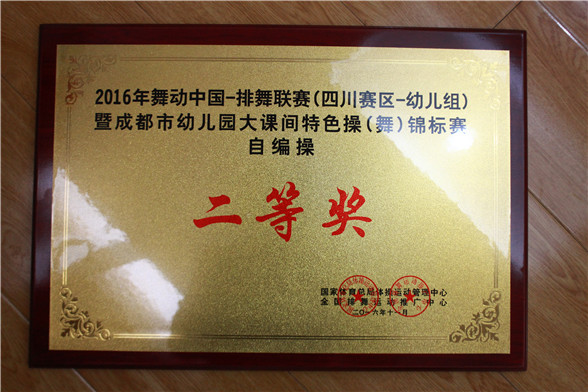 2016年舞动中国-排舞联赛(四川赛区-幼儿组)
暨成都市幼儿园大课间特色操(舞)锦标赛
自编操
二等奖
国家体育总局体操运动管理中心
全国排舞运动推广中心
二〇一六年十一月